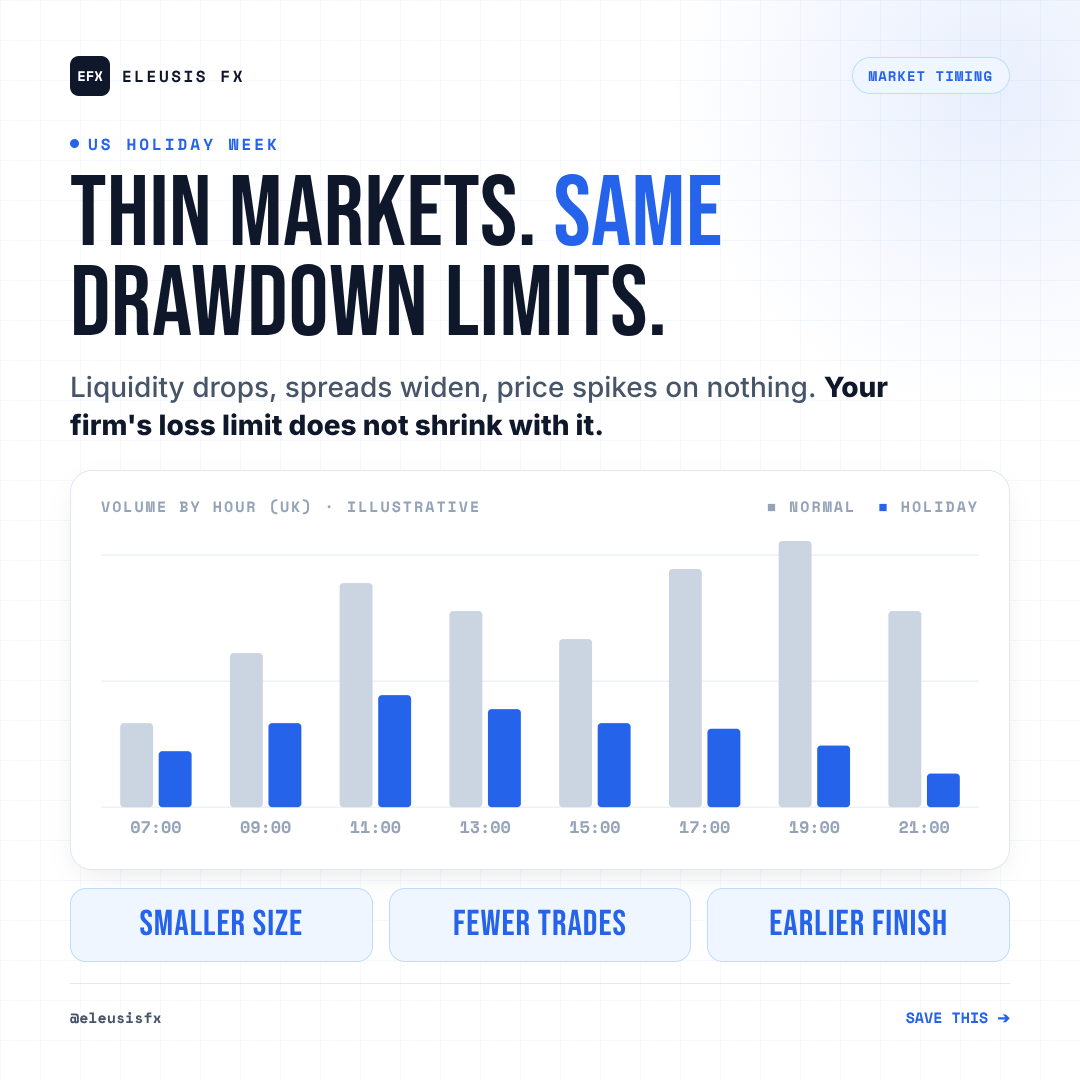 EFX ELEUSIS FX
MARKET TIMING
US HOLIDAY WEEK
THIN MARKETS. SAME
DRAWDOWN LIMITS.
Liquidity drops, spreads widen, price spikes on nothing. Your
firm's loss limit does not shrink with it.
VOLUME BY HOUR (UK) · ILLUSTRATIVE
NORMAL HOLIDAY
07:00 09:00 11:00 13:00 15:00 17:00 19:00 21:00
SMALLER SIZE FEWER TRADES EARLIER FINISH
@eleusisfx SAVE THIS ➔